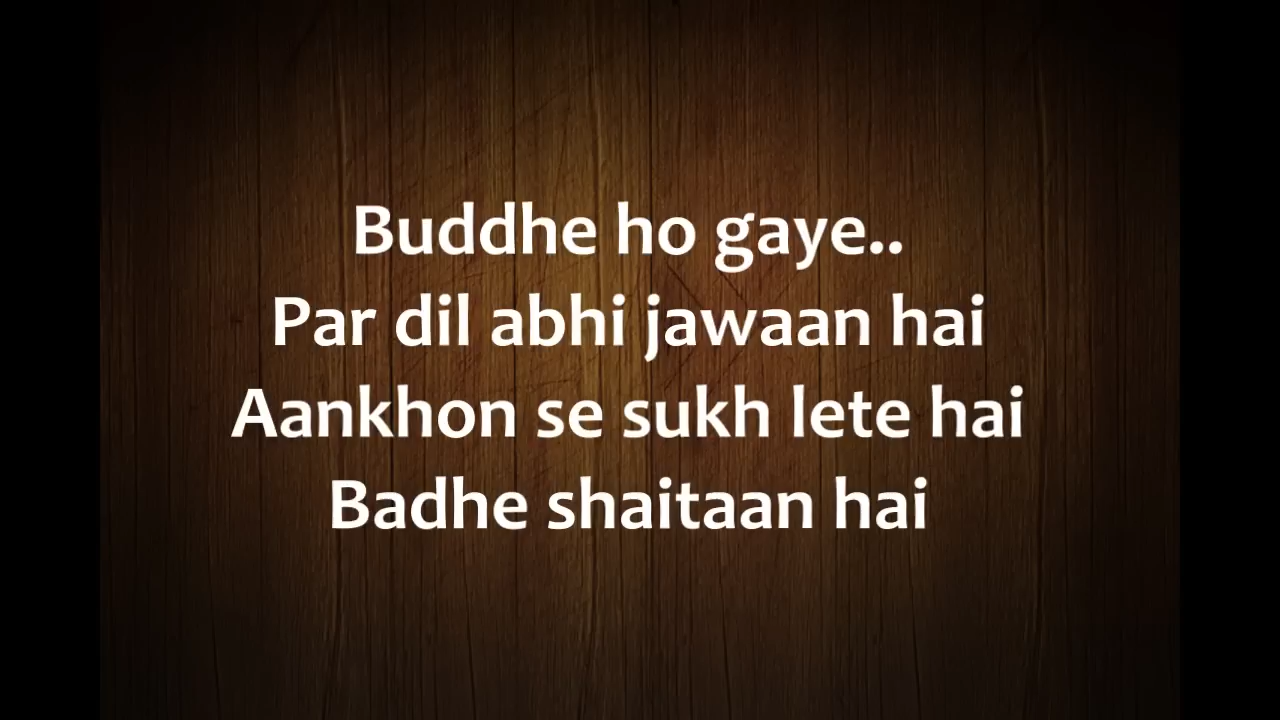 Buddhe ho gaye..
Par dil abhi jawaan hai
Aankhon se sukh lete hai
Badhe shaitaan hai